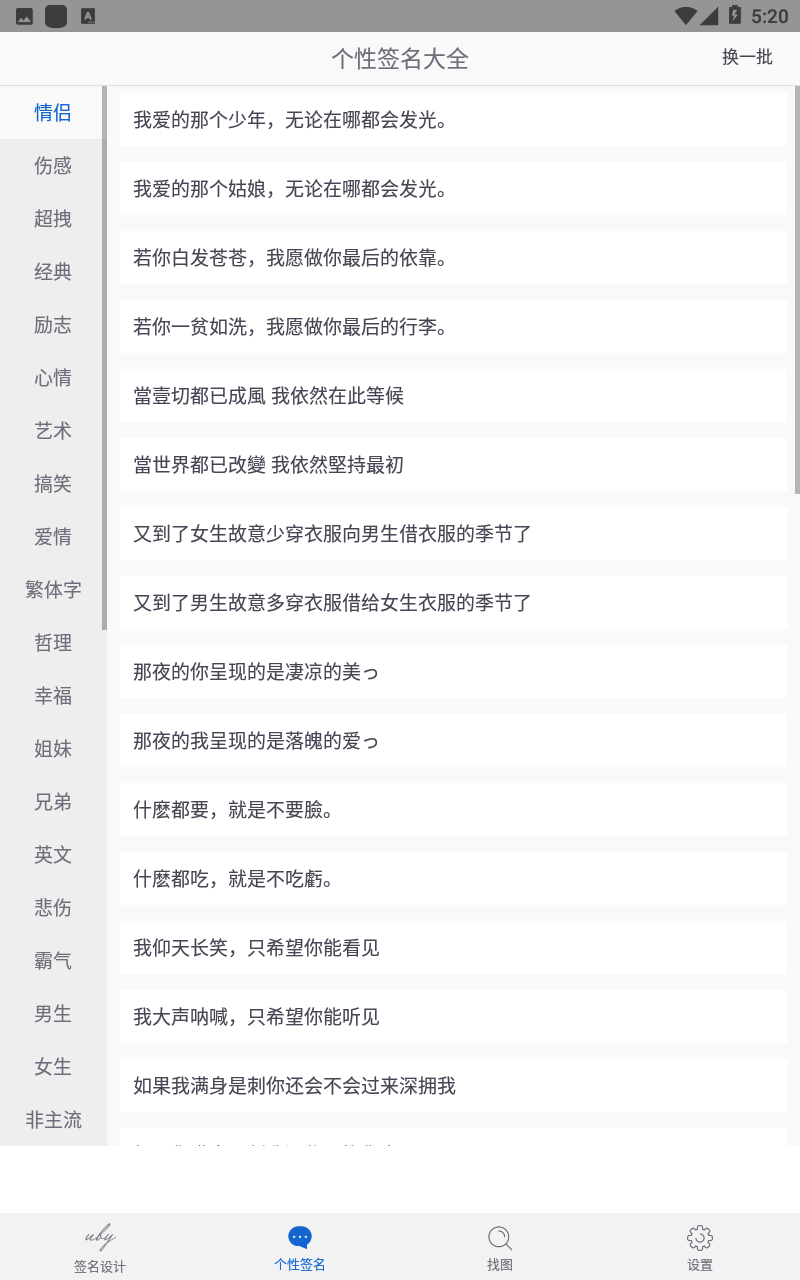 5:20
个性签名大全
换一批
情侣
伤感
超拽
经典
励志
心情
艺术
搞笑
爱情
繁体字
哲理
幸福
姐妹
兄弟
英文
悲伤
霸气
男生
女生
非主流
我爱的那个少年，无论在哪都会发光。
我爱的那个姑娘，无论在哪都会发光。
若你白发苍苍，我愿做你最后的依靠。
若你一贫如洗，我愿做你最后的行李。
當壹切都已成風 我依然在此等候
當世界都已改變 我依然堅持最初
又到了女生故意少穿衣服向男生借衣服的季节了
又到了男生故意多穿衣服借给女生衣服的季节了
那夜的你呈现的是凄凉的美っ
那夜的我呈现的是落魄的爱っ
什麽都要，就是不要臉。
什麽都吃，就是不吃虧。
我仰天长笑，只希望你能看见
我大声呐喊，只希望你能听见
如果我满身是刺你还会不会过来深拥我
uby
签名设计
个性签名
找图
设置